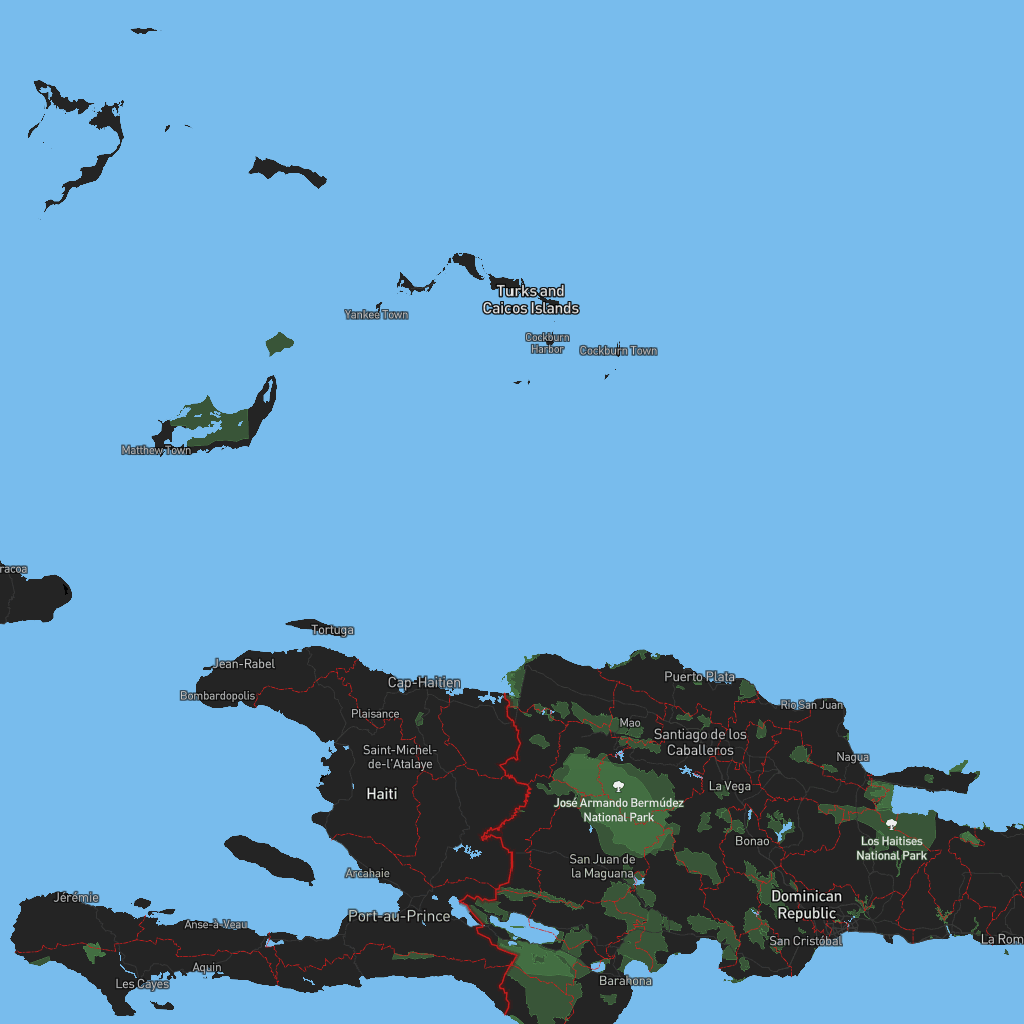 Turks and
Caicos Islands
Yankee Town
Cockburn
Harbor
Cockburn Town
Matthew Town
racoa
Tortuga
Jean-Rabel
Cap-Haitien
Puerto Plata
Bombardopolis
Rio San Juan
Plaisance
Mao
Santiago de los
Caballeros
Saint-Michel-
de-l'Atalaye
Nagua
La Vega
Haiti
José Armando Bermúdez
National Park
Bonao
Los Haitises
National Park
San Juan de
la Maguana
Arcahaie
Jérémie
Dominican
Republic
Port-au-Prince
Anse-à-Veau
San Cristóbal
La Rom
Aquin
Les Cayes
Barahona